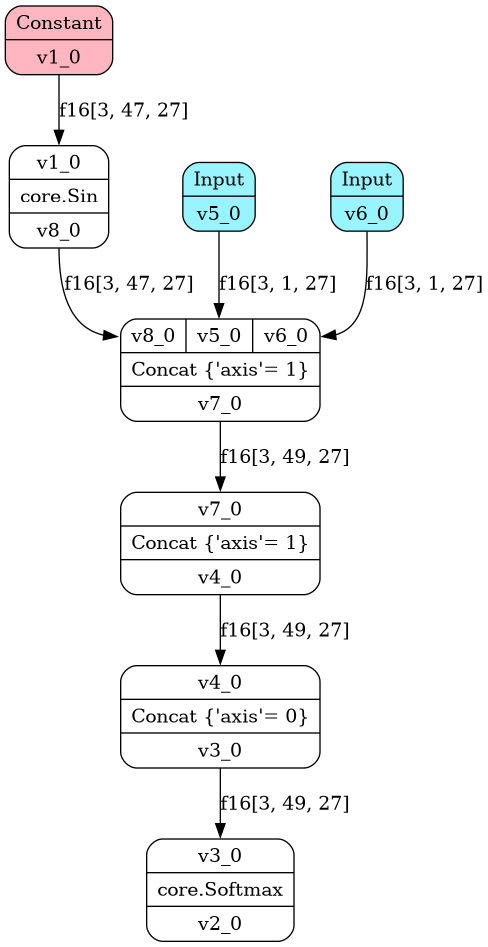 Constant
v1_0
f16[3, 47, 27]
v1_0
core.Sin
v8_0
Input
v5_0
Input
v6_0
f16[3, 47, 27]
f16[3, 1, 27]
f16[3, 1, 27]
v8_0 v5_0 v6_0
Concat {'axis'= 1}
v7_0
f16[3, 49, 27]
v7_0
Concat {'axis'= 1}
v4_0
f16[3, 49, 27]
v4_0
Concat {'axis'= 0}
v3_0
f16[3, 49, 27]
v3_0
core.Softmax
v2_0